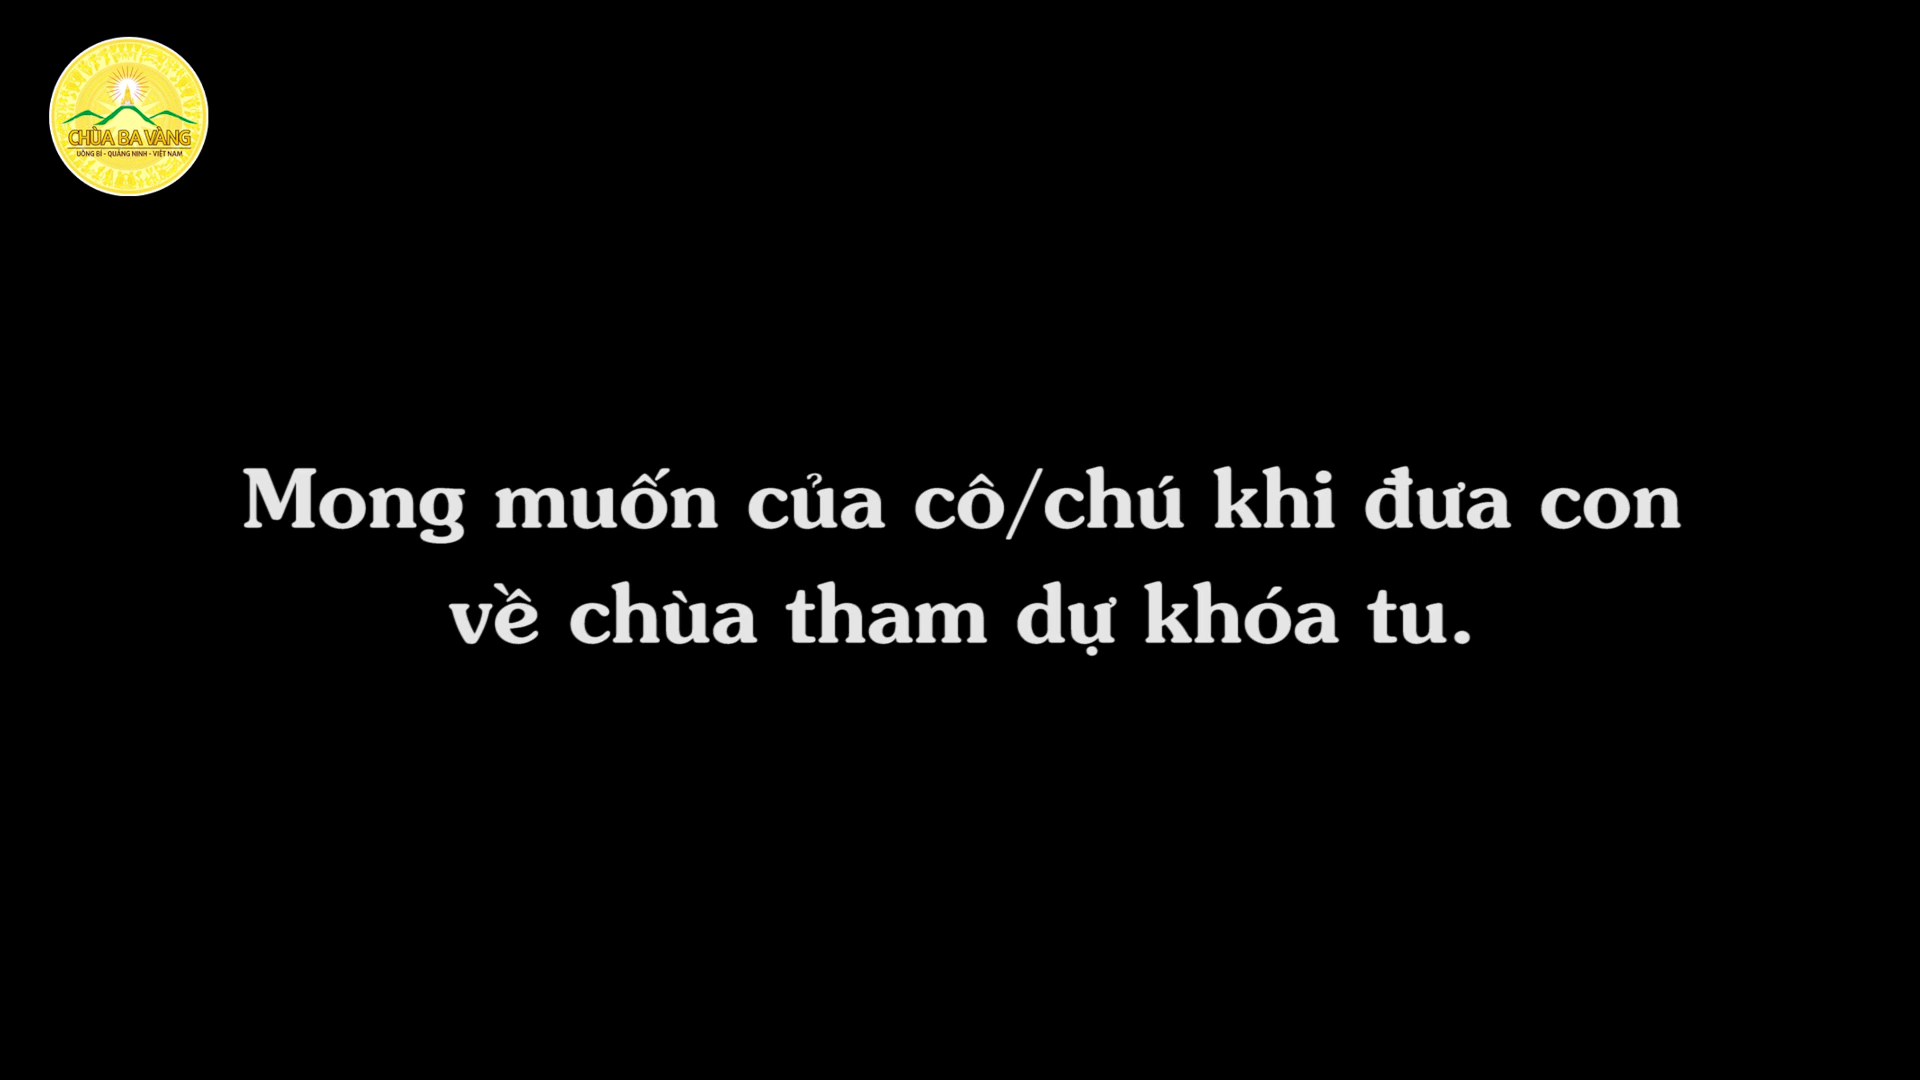 CHÙA BA VÀNG
UÔNG BÍ - QUẢNG NINH - VIỆT NAM
Mong muốn của cô/chú khi đưa con
về chùa tham dự khóa tu.